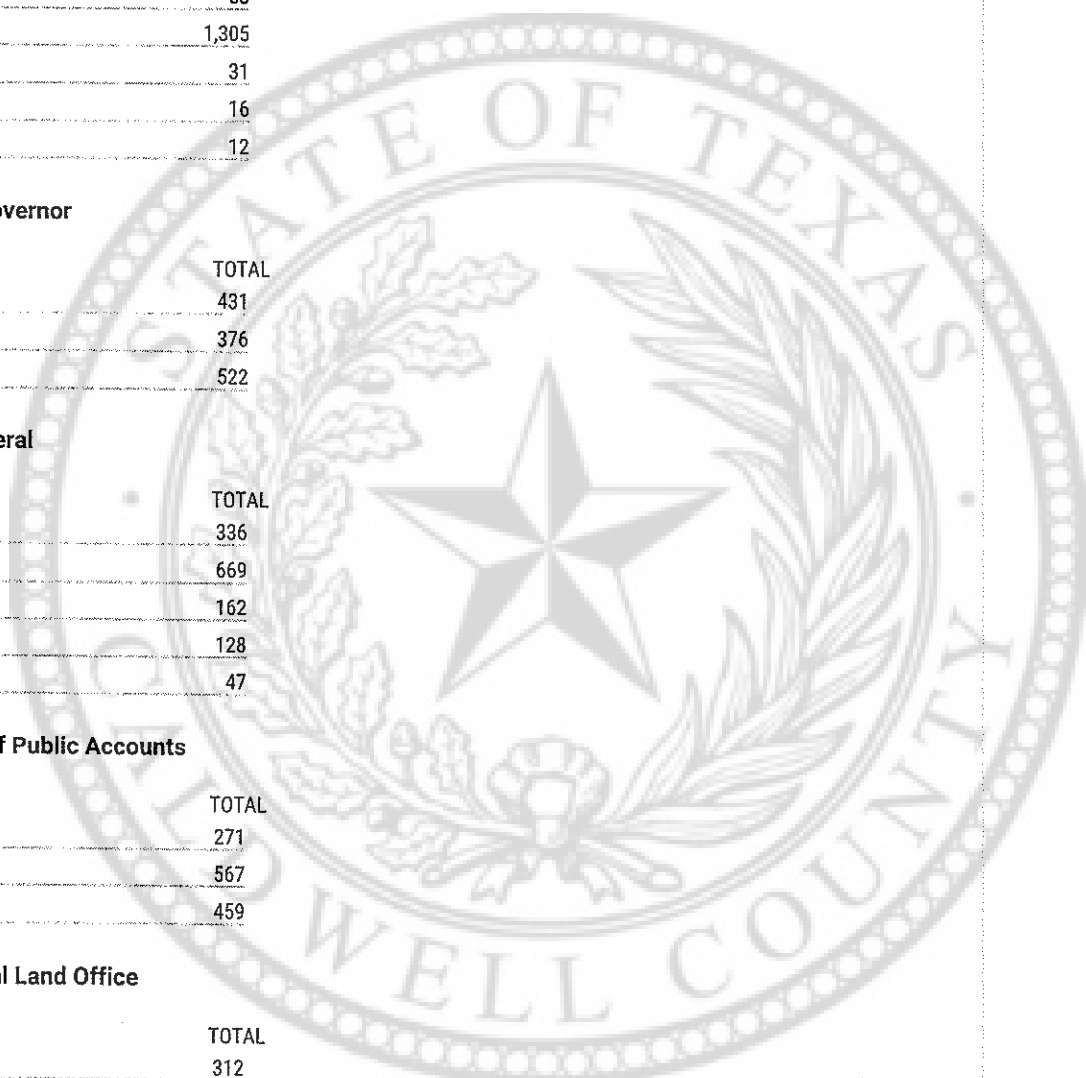 1,305
31
16
12
overnor
TOTAL
431
376
522
eral
TOTAL
336
669
162
128
47
f Public Accounts
TOTAL
271
567
459
l Land Office
TOTAL
312
STATE OF TEXAS
WELL COUNTY